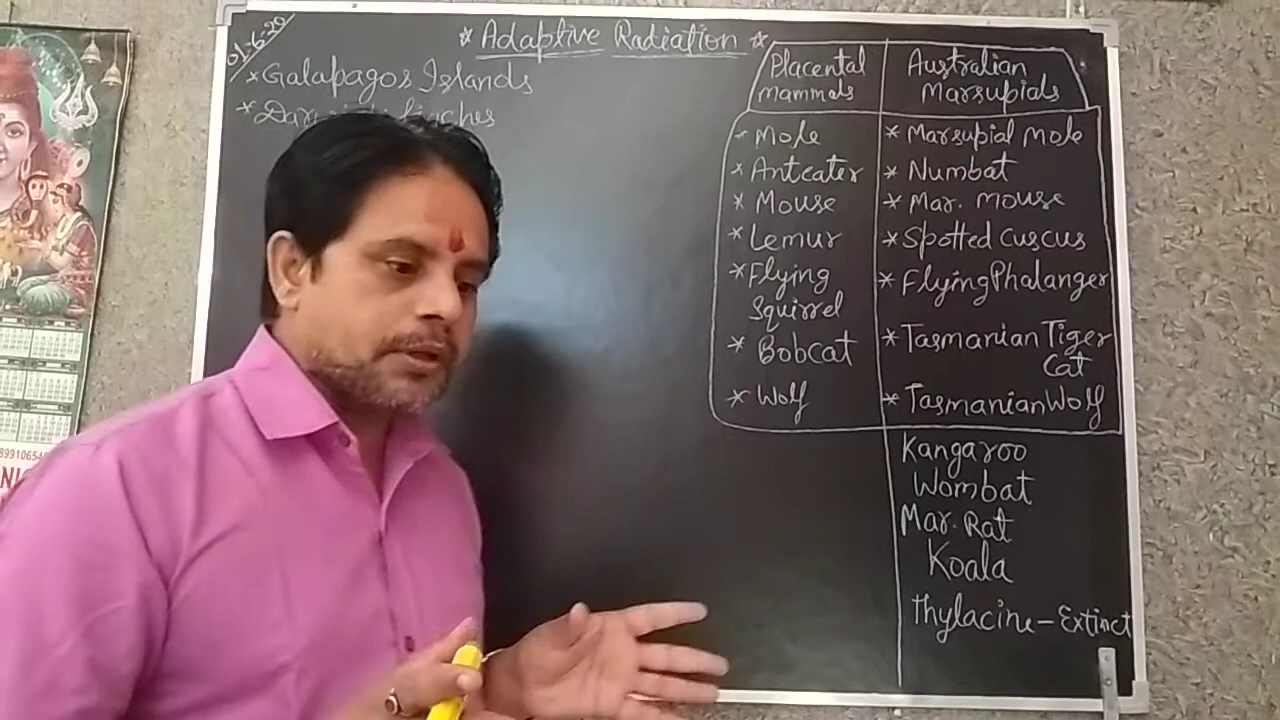 01-6-20
* Adaptive Radiation *
* Galapagos Islands
* Darwin's finches
Placental mammals
Australian Marsupials
* Mole
* Marsupial mole
* Anteater
* Numbat
* Mouse
* Mar. mouse
* Lemur
* Spotted cuscus
* Flying squirrel
* Flying Phalanger
* Bobcat
* Tasmanian Tiger Cat
* Wolf
* Tasmanian Wolf
Kangaroo
Wombat
Mar. Rat
Koala
Thylacine - Extinct